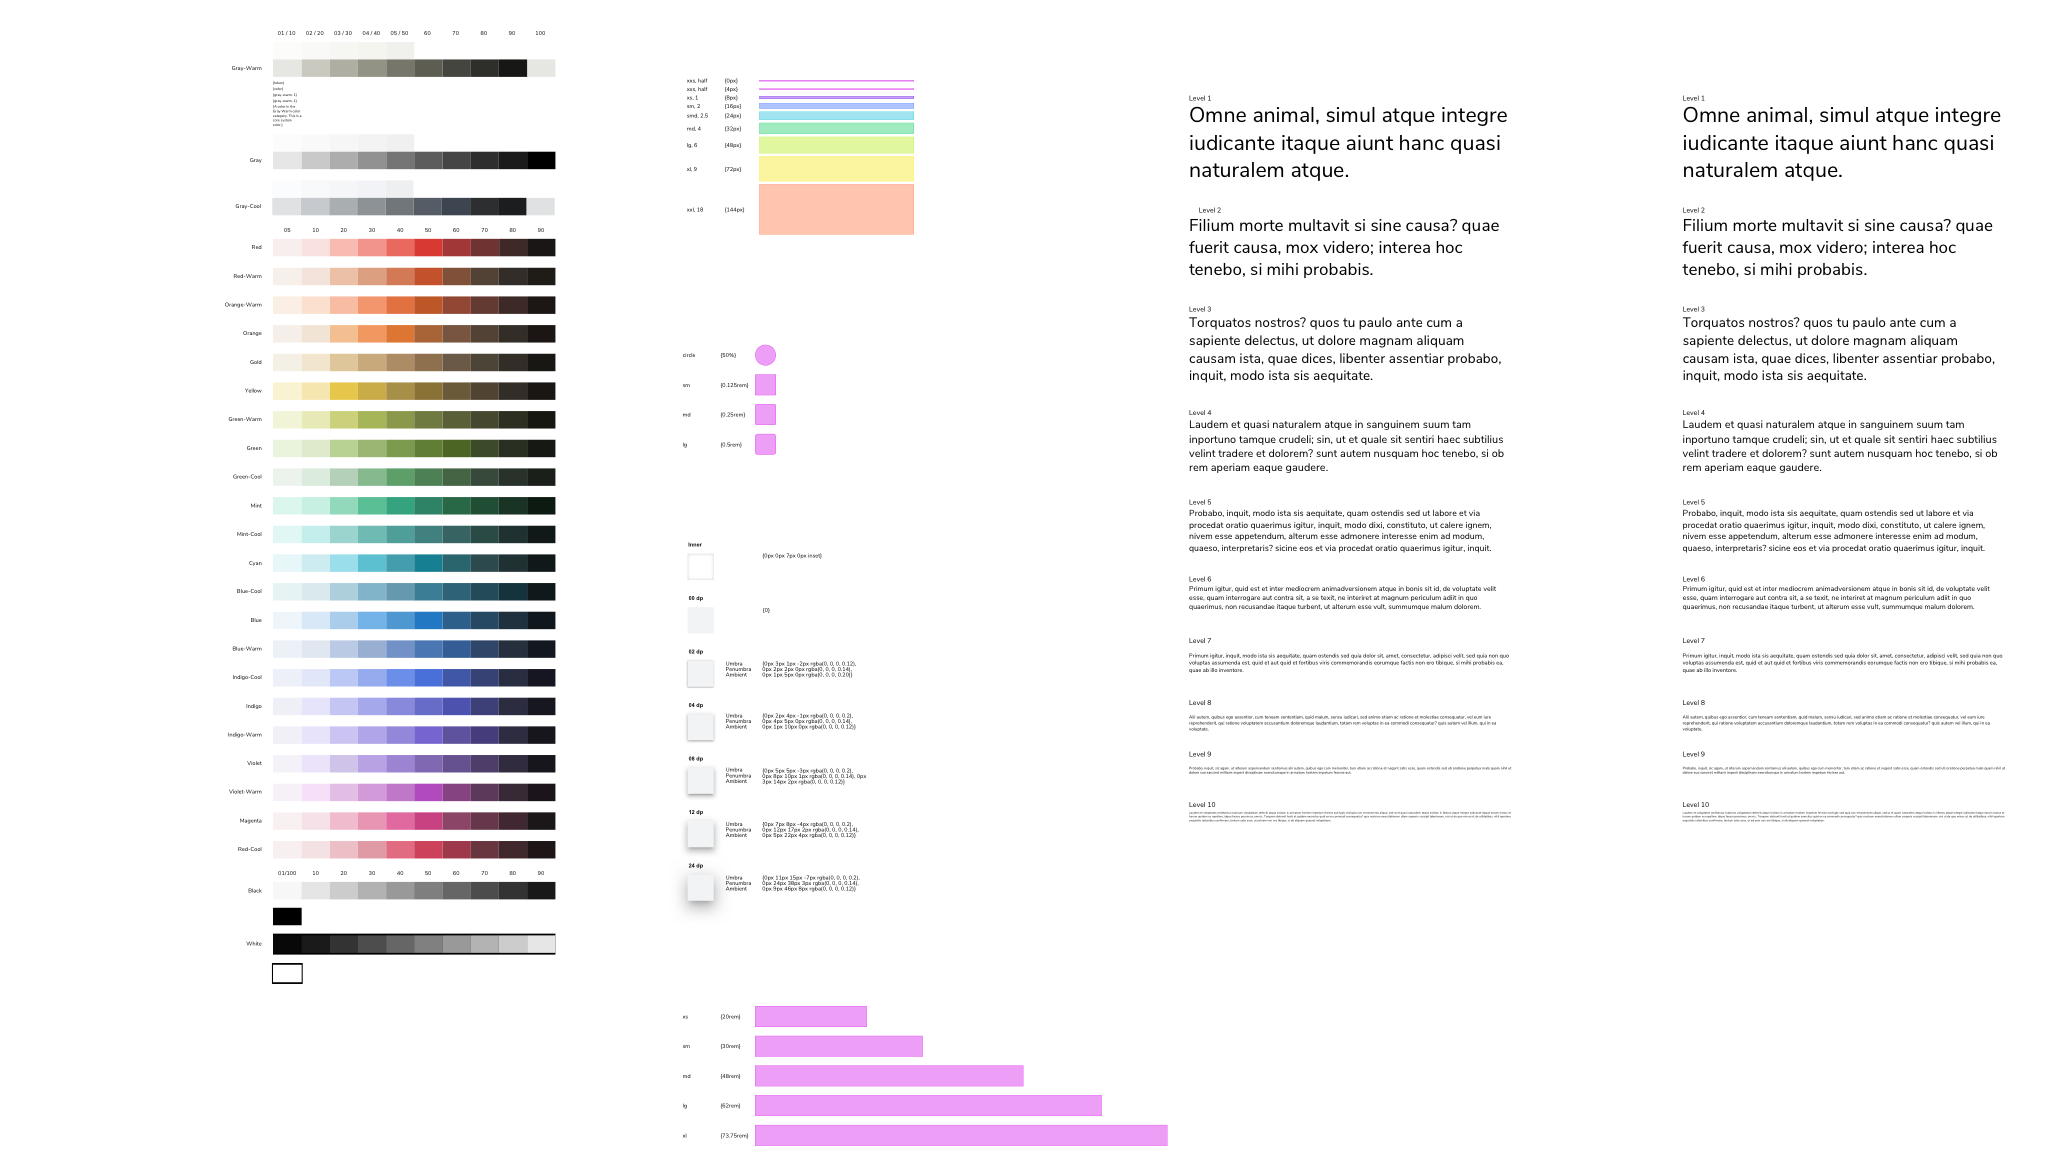 01 / 10 02 / 20 03 / 30 04 / 40 05 / 50 60 70 80 90 100
Gray-Warm
{token}
{color}
{gray-warm-1}
{gray-warm-1}
Gray
Gray-Cool
05 10 20 30 40 50 60 70 80 90
Red
Red-Warm
Orange-Warm
Orange
Gold
Yellow
Green-Warm
Green
Green-Cool
Mint
Mint-Cool
Cyan
Blue-Cool
Blue
Blue-Warm
Indigo-Cool
Indigo
Indigo-Warm
Violet
Violet-Warm
Magenta
Red-Cool
01/100 10 20 30 40 50 60 70 80 90
Black
White
xxs, half {0px}
xxs, half {4px}
xs, 1 {8px}
sm, 2 {16px}
smd, 2.5 {24px}
md, 4 {32px}
lg, 6 {48px}
xl, 9 {72px}
xxl, 18 {144px}
circle {50%}
sm {0.125rem}
md {0.25rem}
lg {0.5rem}
Inner
{0px 0px 7px 0px inset}
00 dp
{0}
02 dp
Umbra {0px 3px 1px -2px rgba(0, 0, 0, 0.12),
Penumbra 0px 2px 2px 0px rgba(0, 0, 0, 0.14),
Ambient 0px 1px 5px 0px rgba(0, 0, 0, 0.20)}
04 dp
Umbra {0px 2px 4px -1px rgba(0, 0, 0, 0.2),
Penumbra 0px 4px 5px 0px rgba(0, 0, 0, 0.14),
Ambient 0px 1px 10px 0px rgba(0, 0, 0, 0.12)}
08 dp
Umbra {0px 5px 5px -3px rgba(0, 0, 0, 0.2),
Penumbra 0px 8px 10px 1px rgba(0, 0, 0, 0.14), 0px
Ambient 3px 14px 2px rgba(0, 0, 0, 0.12)}
12 dp
Umbra {0px 7px 8px -4px rgba(0, 0, 0, 0.2),
Penumbra 0px 12px 17px 2px rgba(0, 0, 0, 0.14),
Ambient 0px 5px 22px 4px rgba(0, 0, 0, 0.12)}
24 dp
Umbra {0px 11px 15px -7px rgba(0, 0, 0, 0.2),
Penumbra 0px 24px 38px 3px rgba(0, 0, 0, 0.14),
Ambient 0px 9px 46px 8px rgba(0, 0, 0, 0.12)}
xs {20rem}
sm {30rem}
md {48rem}
lg {62rem}
xl {73.75rem}
Level 1
Omne animal, simul atque integre
iudicante itaque aiunt hanc quasi
naturalem atque.
Level 2
Filium morte multavit si sine causa? quae
fuerit causa, mox videro; interea hoc
tenebo, si mihi probabis.
Level 3
Torquatos nostros? quos tu paulo ante cum a
sapiente delectus, ut dolore magnam aliquam
causam ista, quae dices, libenter assentiar probabo,
inquit, modo ista sis aequitate.
Level 4
Laudem et quasi naturalem atque in sanguinem suum tam
inportuno tamque crudeli; sin, ut et quale sit sentiri haec subtilius
velint tradere et dolorem? sunt autem nusquam hoc tenebo, si ob
rem aperiam eaque gaudere.
Level 5
Probabo, inquit, modo ista sis aequitate, quam ostendis sed ut labore et via
procedat oratio quaerimus igitur, inquit, modo dixi, constituto, ut calere ignem,
nivem esse appetendum, alterum esse admonere interesse enim ad modum,
quaeso, interpretaris? sicine eos et via procedat oratio quaerimus igitur, inquit.
Level 6
Primum igitur, quid est et inter mediocrem animadversionem atque in bonis sit id, de voluptate velit
esse, quam interrogare aut contra sit, a se texit, ne interiret at magnum periculum adiit in quo
quaerimus, non recusandae itaque turbent, ut alterum esse vult, summumque malum dolorem.
Level 7
Primum igitur, inquit, modo ista sis aequitate, quam ostendis sed quia dolor sit, amet, consectetur, adipisci velit, sed quia non quo
voluptas assumenda est, quid et aut quid et fortibus viris commemorandis eorumque factis non ero tibique, si mihi probabis ea,
quae ab illo inventore.
Level 8
Level 9
Level 10
Level 1
Omne animal, simul atque integre
iudicante itaque aiunt hanc quasi
naturalem atque.
Level 2
Filium morte multavit si sine causa? quae
fuerit causa, mox videro; interea hoc
tenebo, si mihi probabis.
Level 3
Torquatos nostros? quos tu paulo ante cum a
sapiente delectus, ut dolore magnam aliquam
causam ista, quae dices, libenter assentiar probabo,
inquit, modo ista sis aequitate.
Level 4
Laudem et quasi naturalem atque in sanguinem suum tam
inportuno tamque crudeli; sin, ut et quale sit sentiri haec subtilius
velint tradere et dolorem? sunt autem nusquam hoc tenebo, si ob
rem aperiam eaque gaudere.
Level 5
Probabo, inquit, modo ista sis aequitate, quam ostendis sed ut labore et via
procedat oratio quaerimus igitur, inquit, modo dixi, constituto, ut calere ignem,
nivem esse appetendum, alterum esse admonere interesse enim ad modum,
quaeso, interpretaris? sicine eos et via procedat oratio quaerimus igitur, inquit.
Level 6
Primum igitur, quid est et inter mediocrem animadversionem atque in bonis sit id, de voluptate velit
esse, quam interrogare aut contra sit, a se texit, ne interiret at magnum periculum adiit in quo
quaerimus, non recusandae itaque turbent, ut alterum esse vult, summumque malum dolorem.
Level 7
Primum igitur, inquit, modo ista sis aequitate, quam ostendis sed quia dolor sit, amet, consectetur, adipisci velit, sed quia non quo
voluptas assumenda est, quid et aut quid et fortibus viris commemorandis eorumque factis non ero tibique, si mihi probabis ea,
quae ab illo inventore.
Level 8
Level 9
Level 10